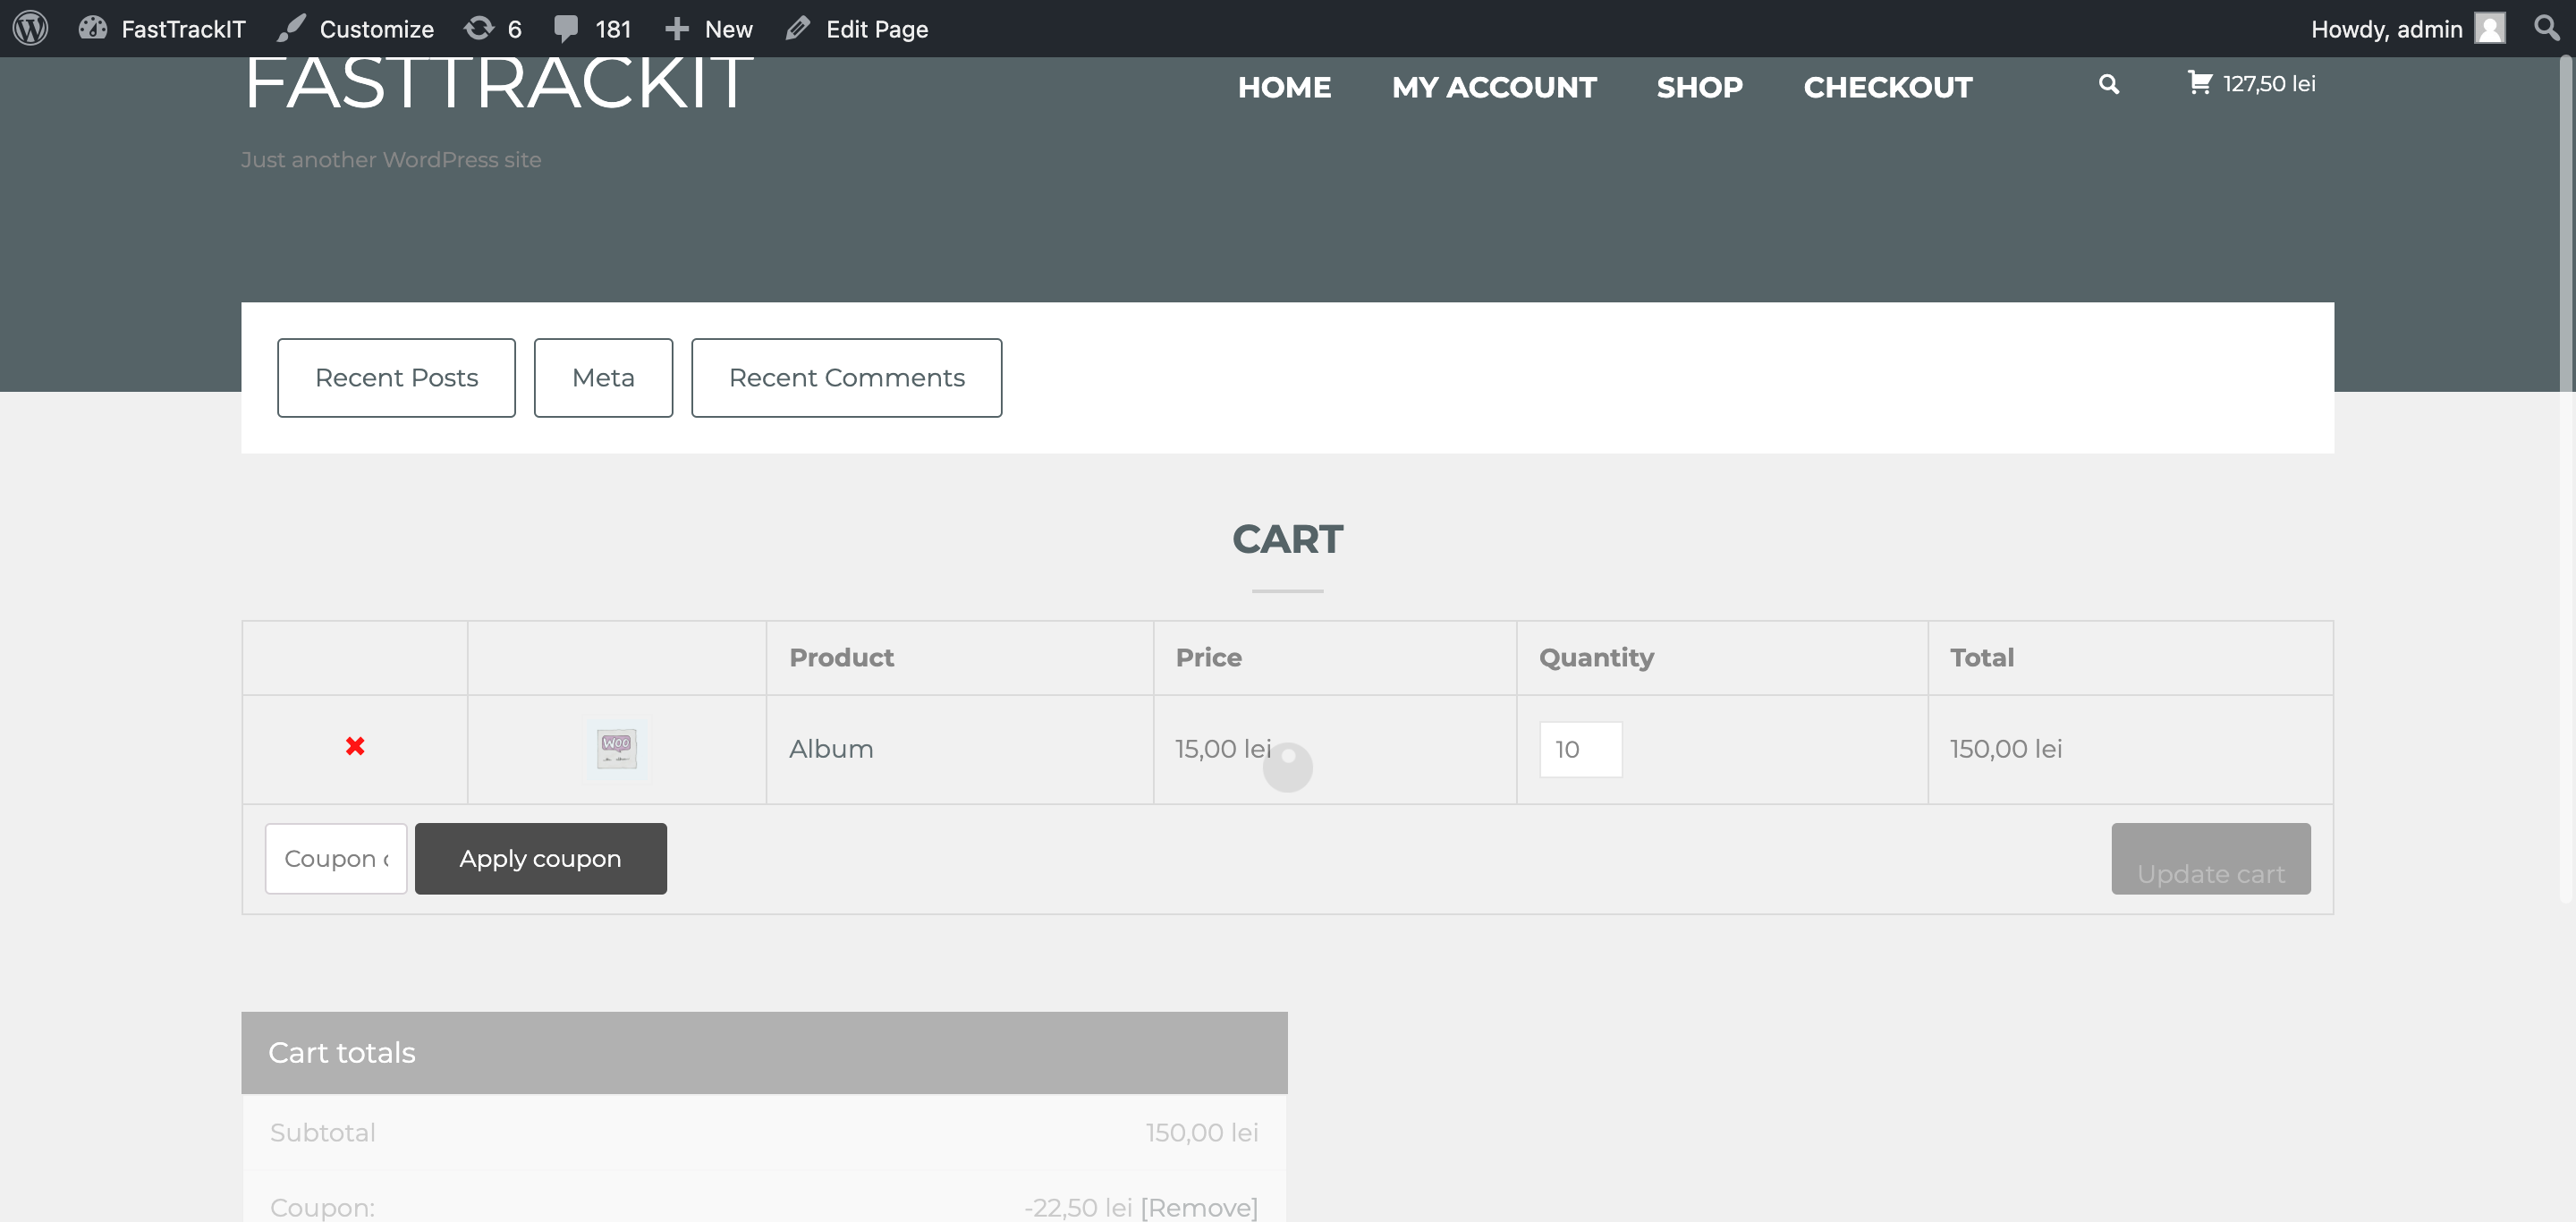 FastTrackIT Customize 6 181 New Edit Page Howdy, admin
FASTTRACKIT
HOME MY ACCOUNT SHOP CHECKOUT 127,50 lei
Just another WordPress site
Recent Posts Meta Recent Comments
CART
Product Price Quantity Total
WOO
Album 15,00 lei 10 150,00 lei
Coupon c Apply coupon Update cart
Cart totals
Subtotal 150,00 lei
Coupon: -22,50 lei [Remove]